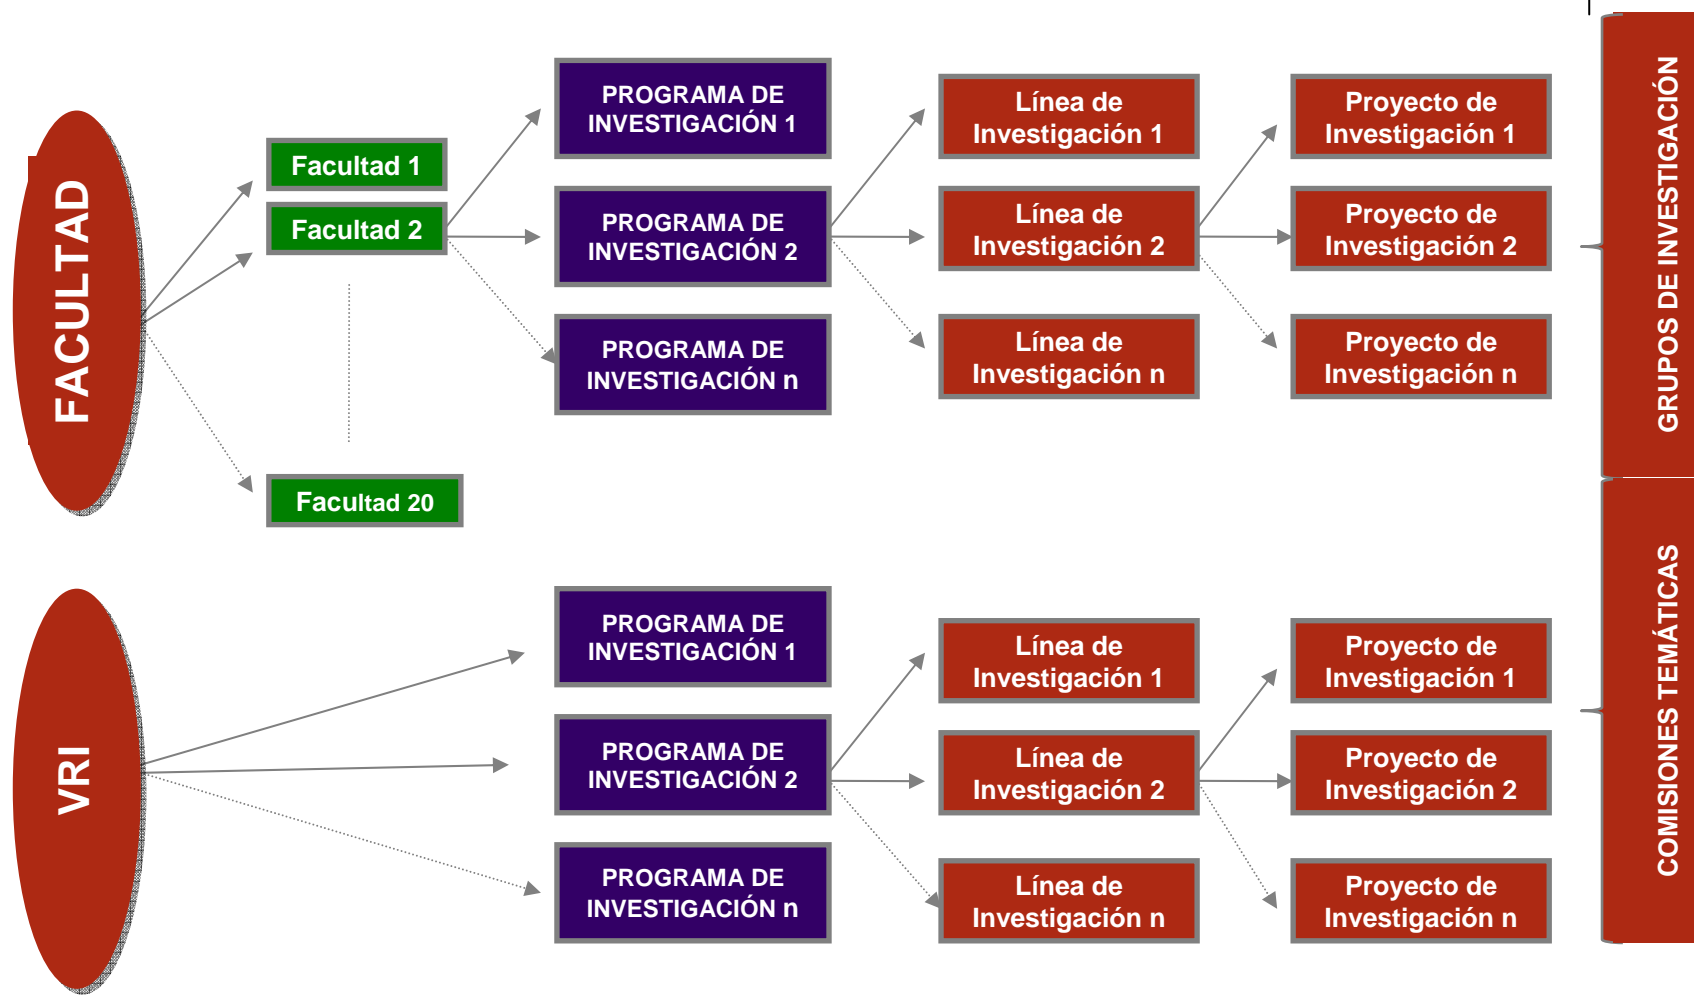 FACULTAD
Facultad 1
Facultad 2
Facultad 20
PROGRAMA DE
INVESTIGACIÓN 1
PROGRAMA DE
INVESTIGACIÓN 2
PROGRAMA DE
INVESTIGACIÓN n
Línea de
Investigación 1
Línea de
Investigación 2
Línea de
Investigación n
Proyecto de
Investigación 1
Proyecto de
Investigación 2
Proyecto de
Investigación n
GRUPOS DE INVESTIGACIÓN
VRI
PROGRAMA DE
INVESTIGACIÓN 1
PROGRAMA DE
INVESTIGACIÓN 2
PROGRAMA DE
INVESTIGACIÓN n
Línea de
Investigación 1
Línea de
Investigación 2
Línea de
Investigación n
Proyecto de
Investigación 1
Proyecto de
Investigación 2
Proyecto de
Investigación n
COMISIONES TEMÁTICAS